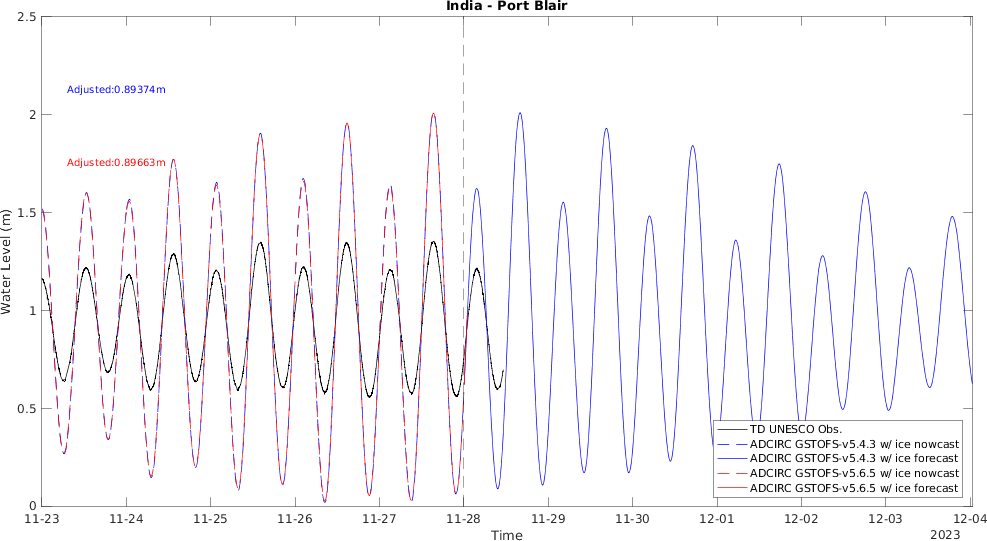 India - Port Blair
2.5
2
1.5
1
0.5
0
Water Level (m)
Adjusted:0.89374m
Adjusted:0.89663m
TD UNESCO Obs.
ADCIRC GSTOFS-v5.4.3 w/ ice nowcast
ADCIRC GSTOFS-v5.4.3 w/ ice forecast
ADCIRC GSTOFS-v5.6.5 w/ ice nowcast
ADCIRC GSTOFS-v5.6.5 w/ ice forecast
11-23 11-24 11-25 11-26 11-27 11-28 11-29 11-30 12-01 12-02 12-03 12-04
Time
2023